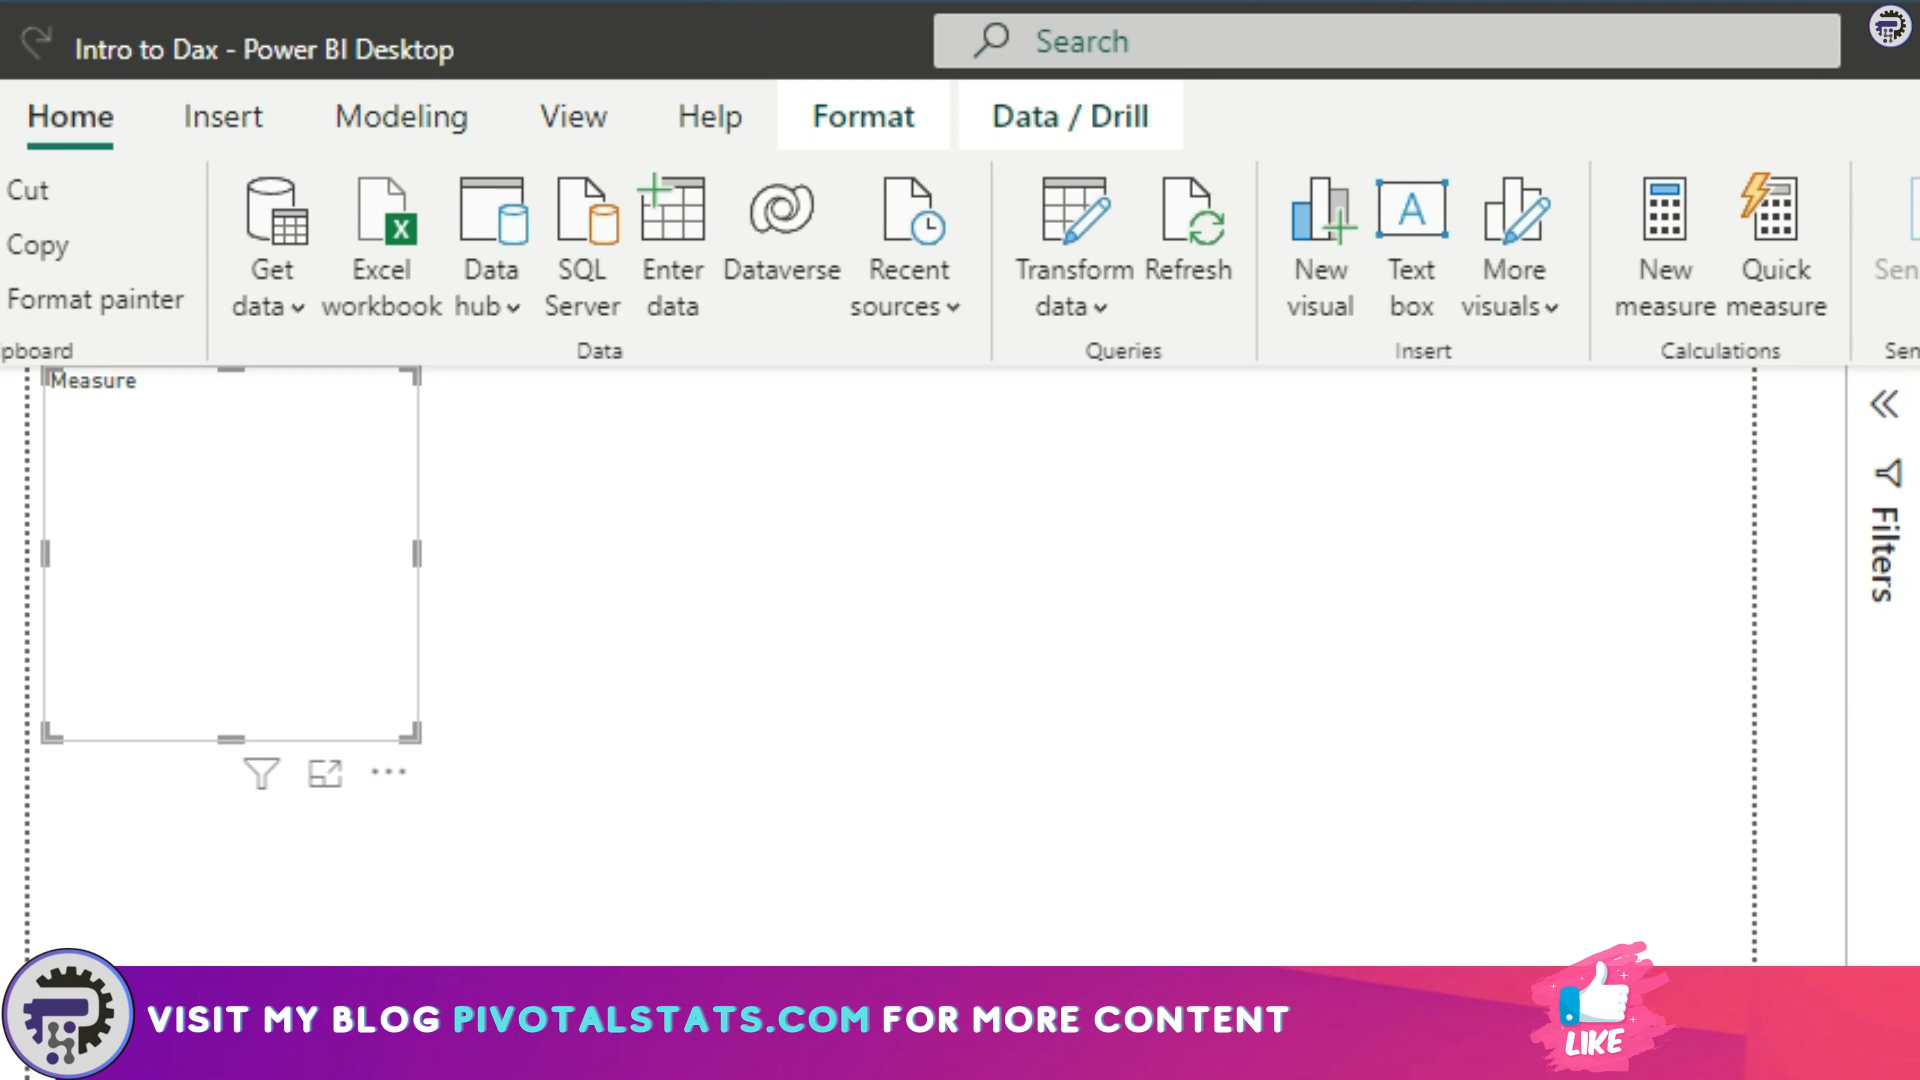 Intro to Dax - Power BI Desktop
Search
Home Insert Modeling View Help Format Data / Drill
Cut
Copy
Format painter
Get data
Excel workbook
Data hub
SQL Server
Enter data
Dataverse
Recent sources
Transform data
Refresh
New visual
Text box
More visuals
New measure
Quick measure
Sen
pboard
Data
Queries
Insert
Calculations
Sen
Measure
Filters
VISIT MY BLOG PIVOTALSTATS.COM FOR MORE CONTENT
LIKE